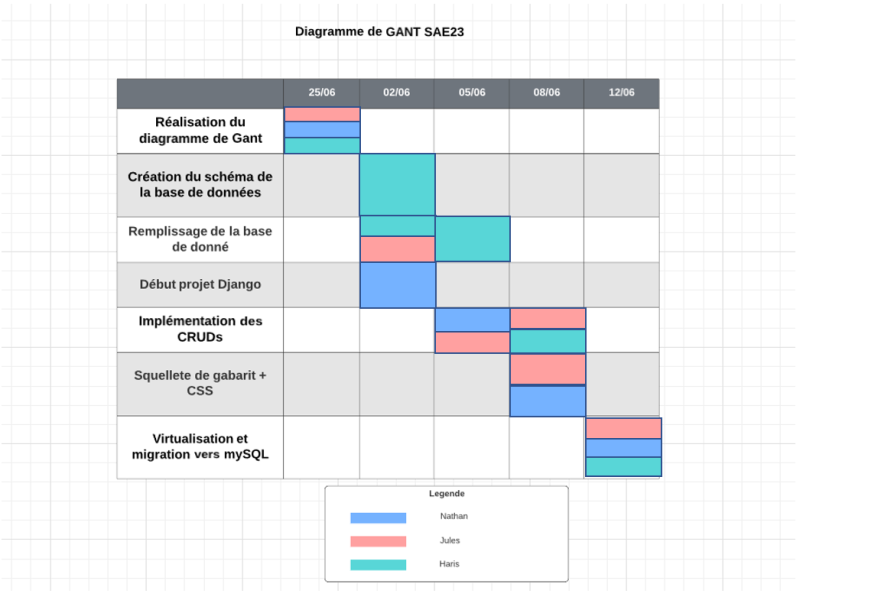 Diagramme de GANT SAE23
25/06 02/06 05/06 08/06 12/06
Réalisation du
diagramme de Gant
Création du schéma de
la base de données
Remplissage de la base
de donné
Début projet Django
Implémentation des
CRUDs
Squellete de gabarit +
CSS
Virtualisation et
migration vers mySQL
Legende
Nathan
Jules
Haris